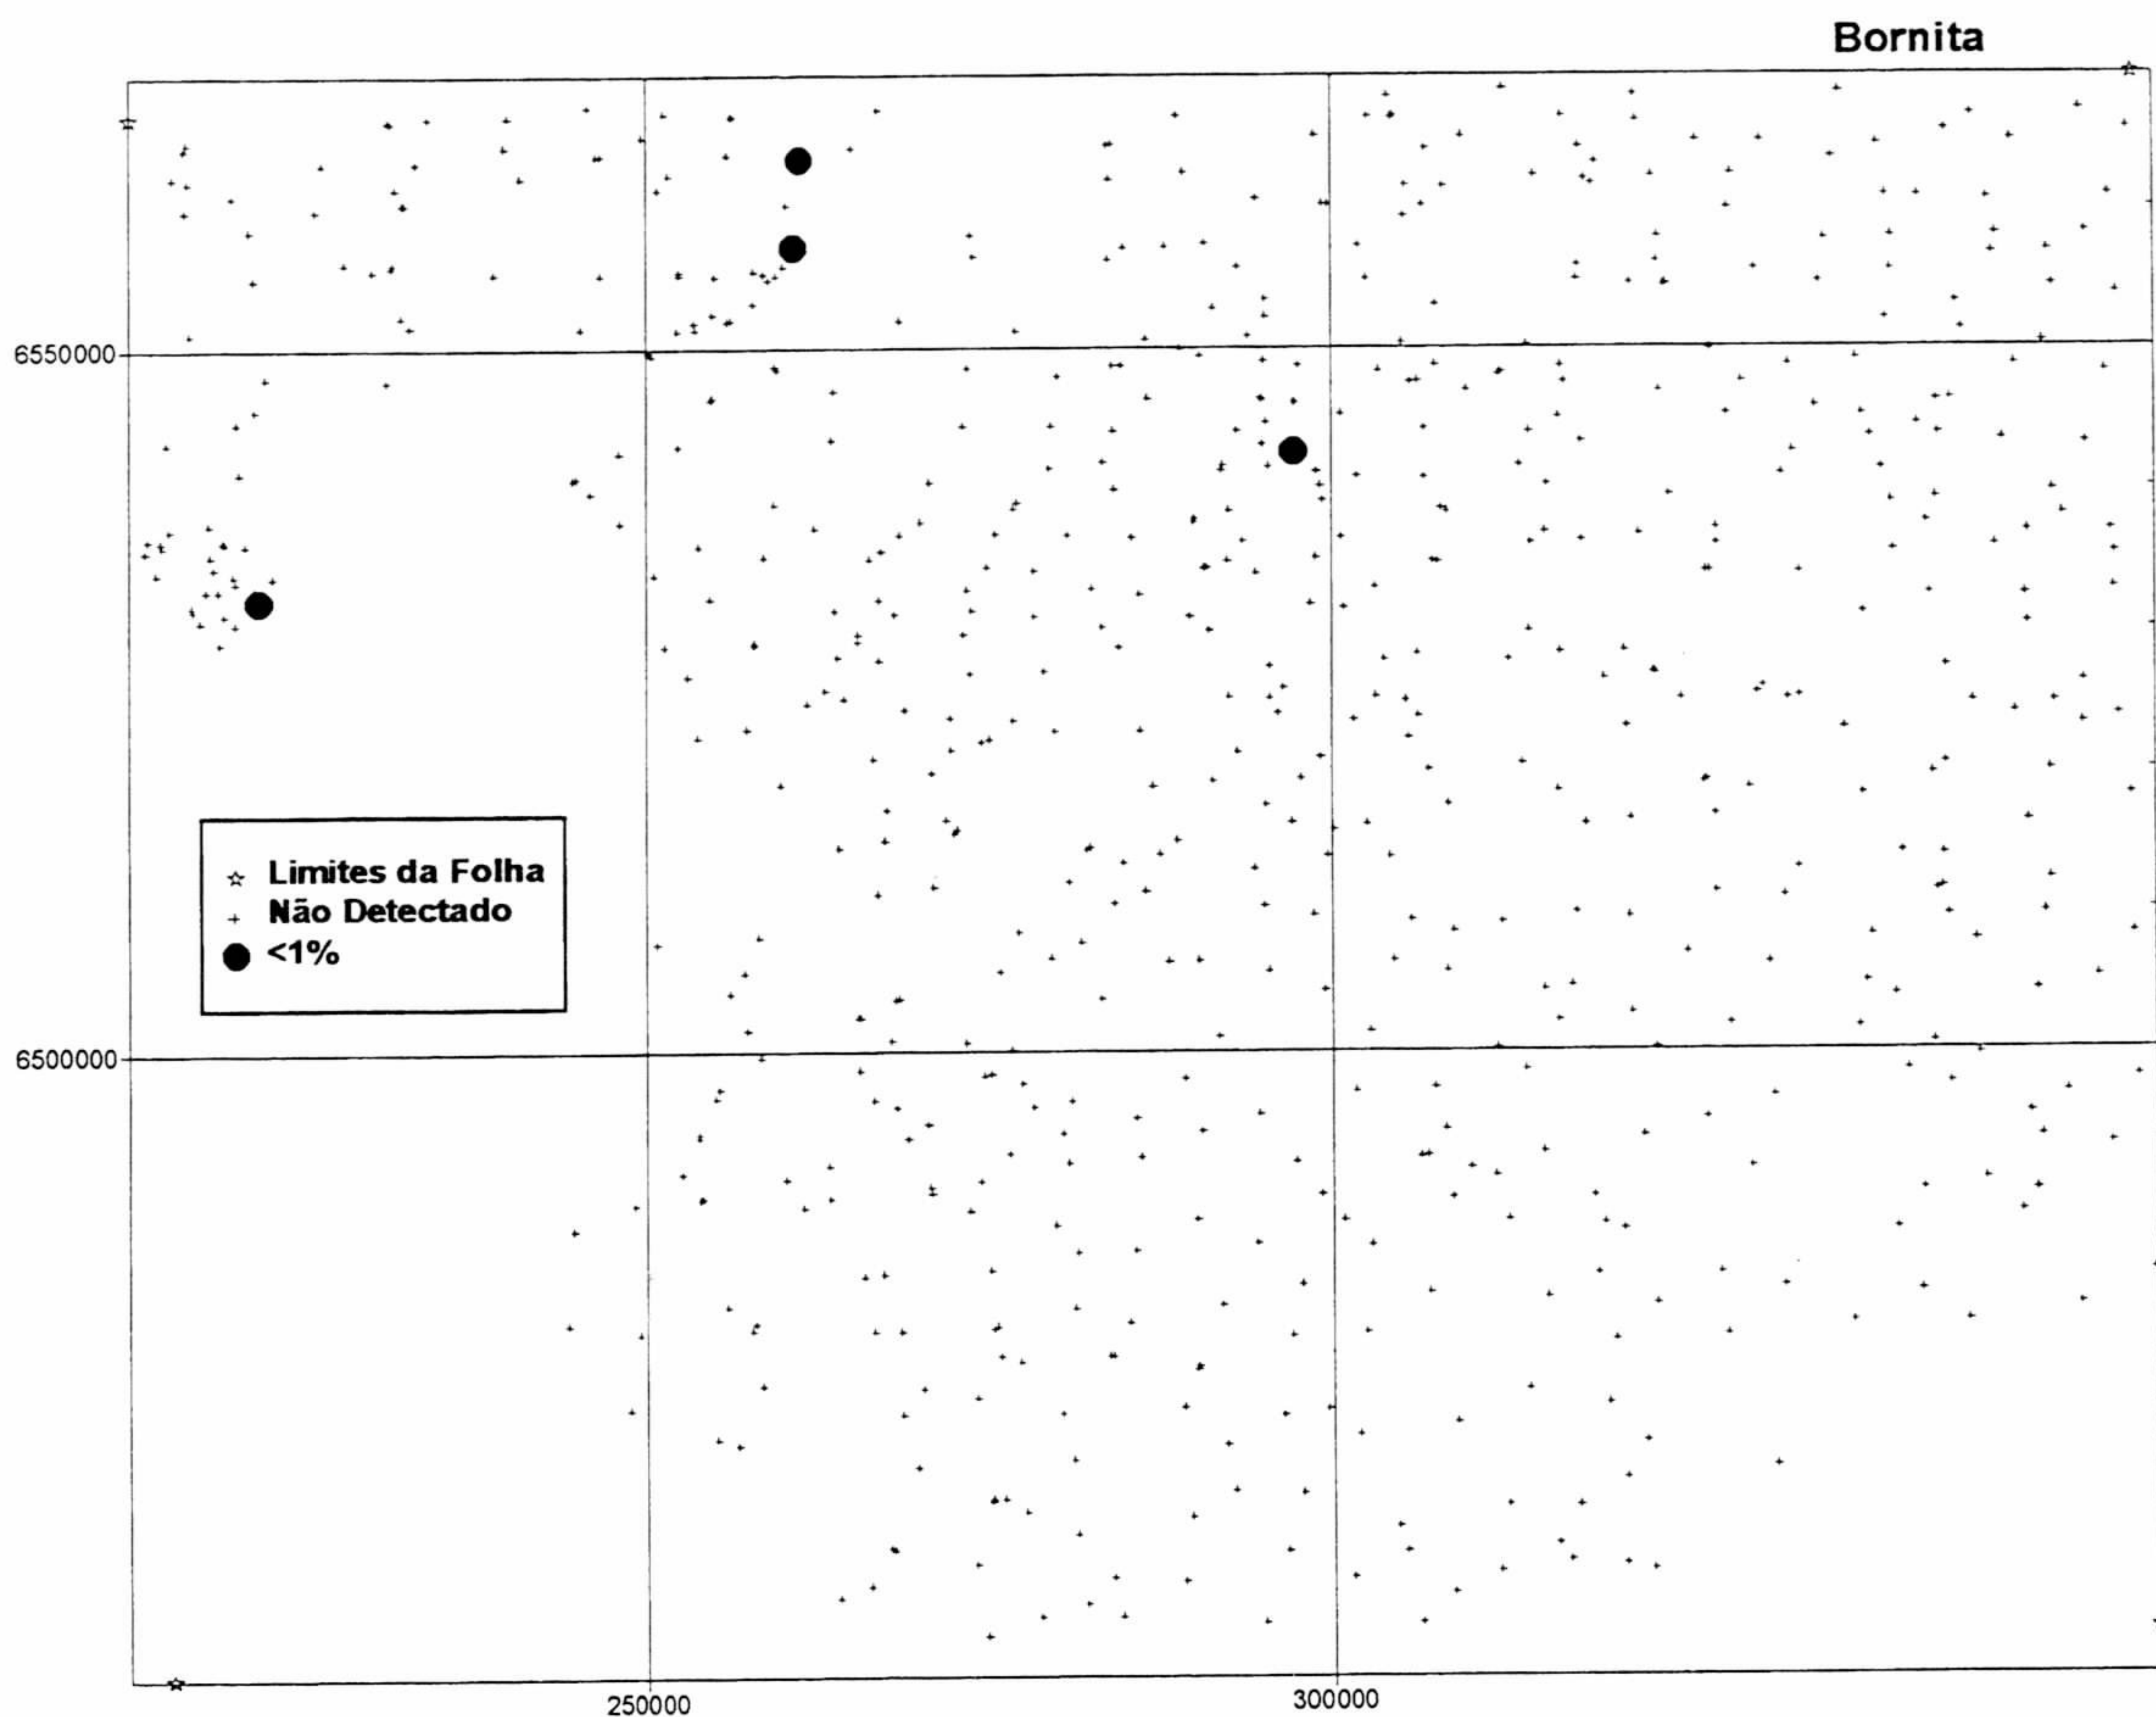 Bornita
6550000
Limites da Folha
Não Detectado
<1%
6500000
250000
300000